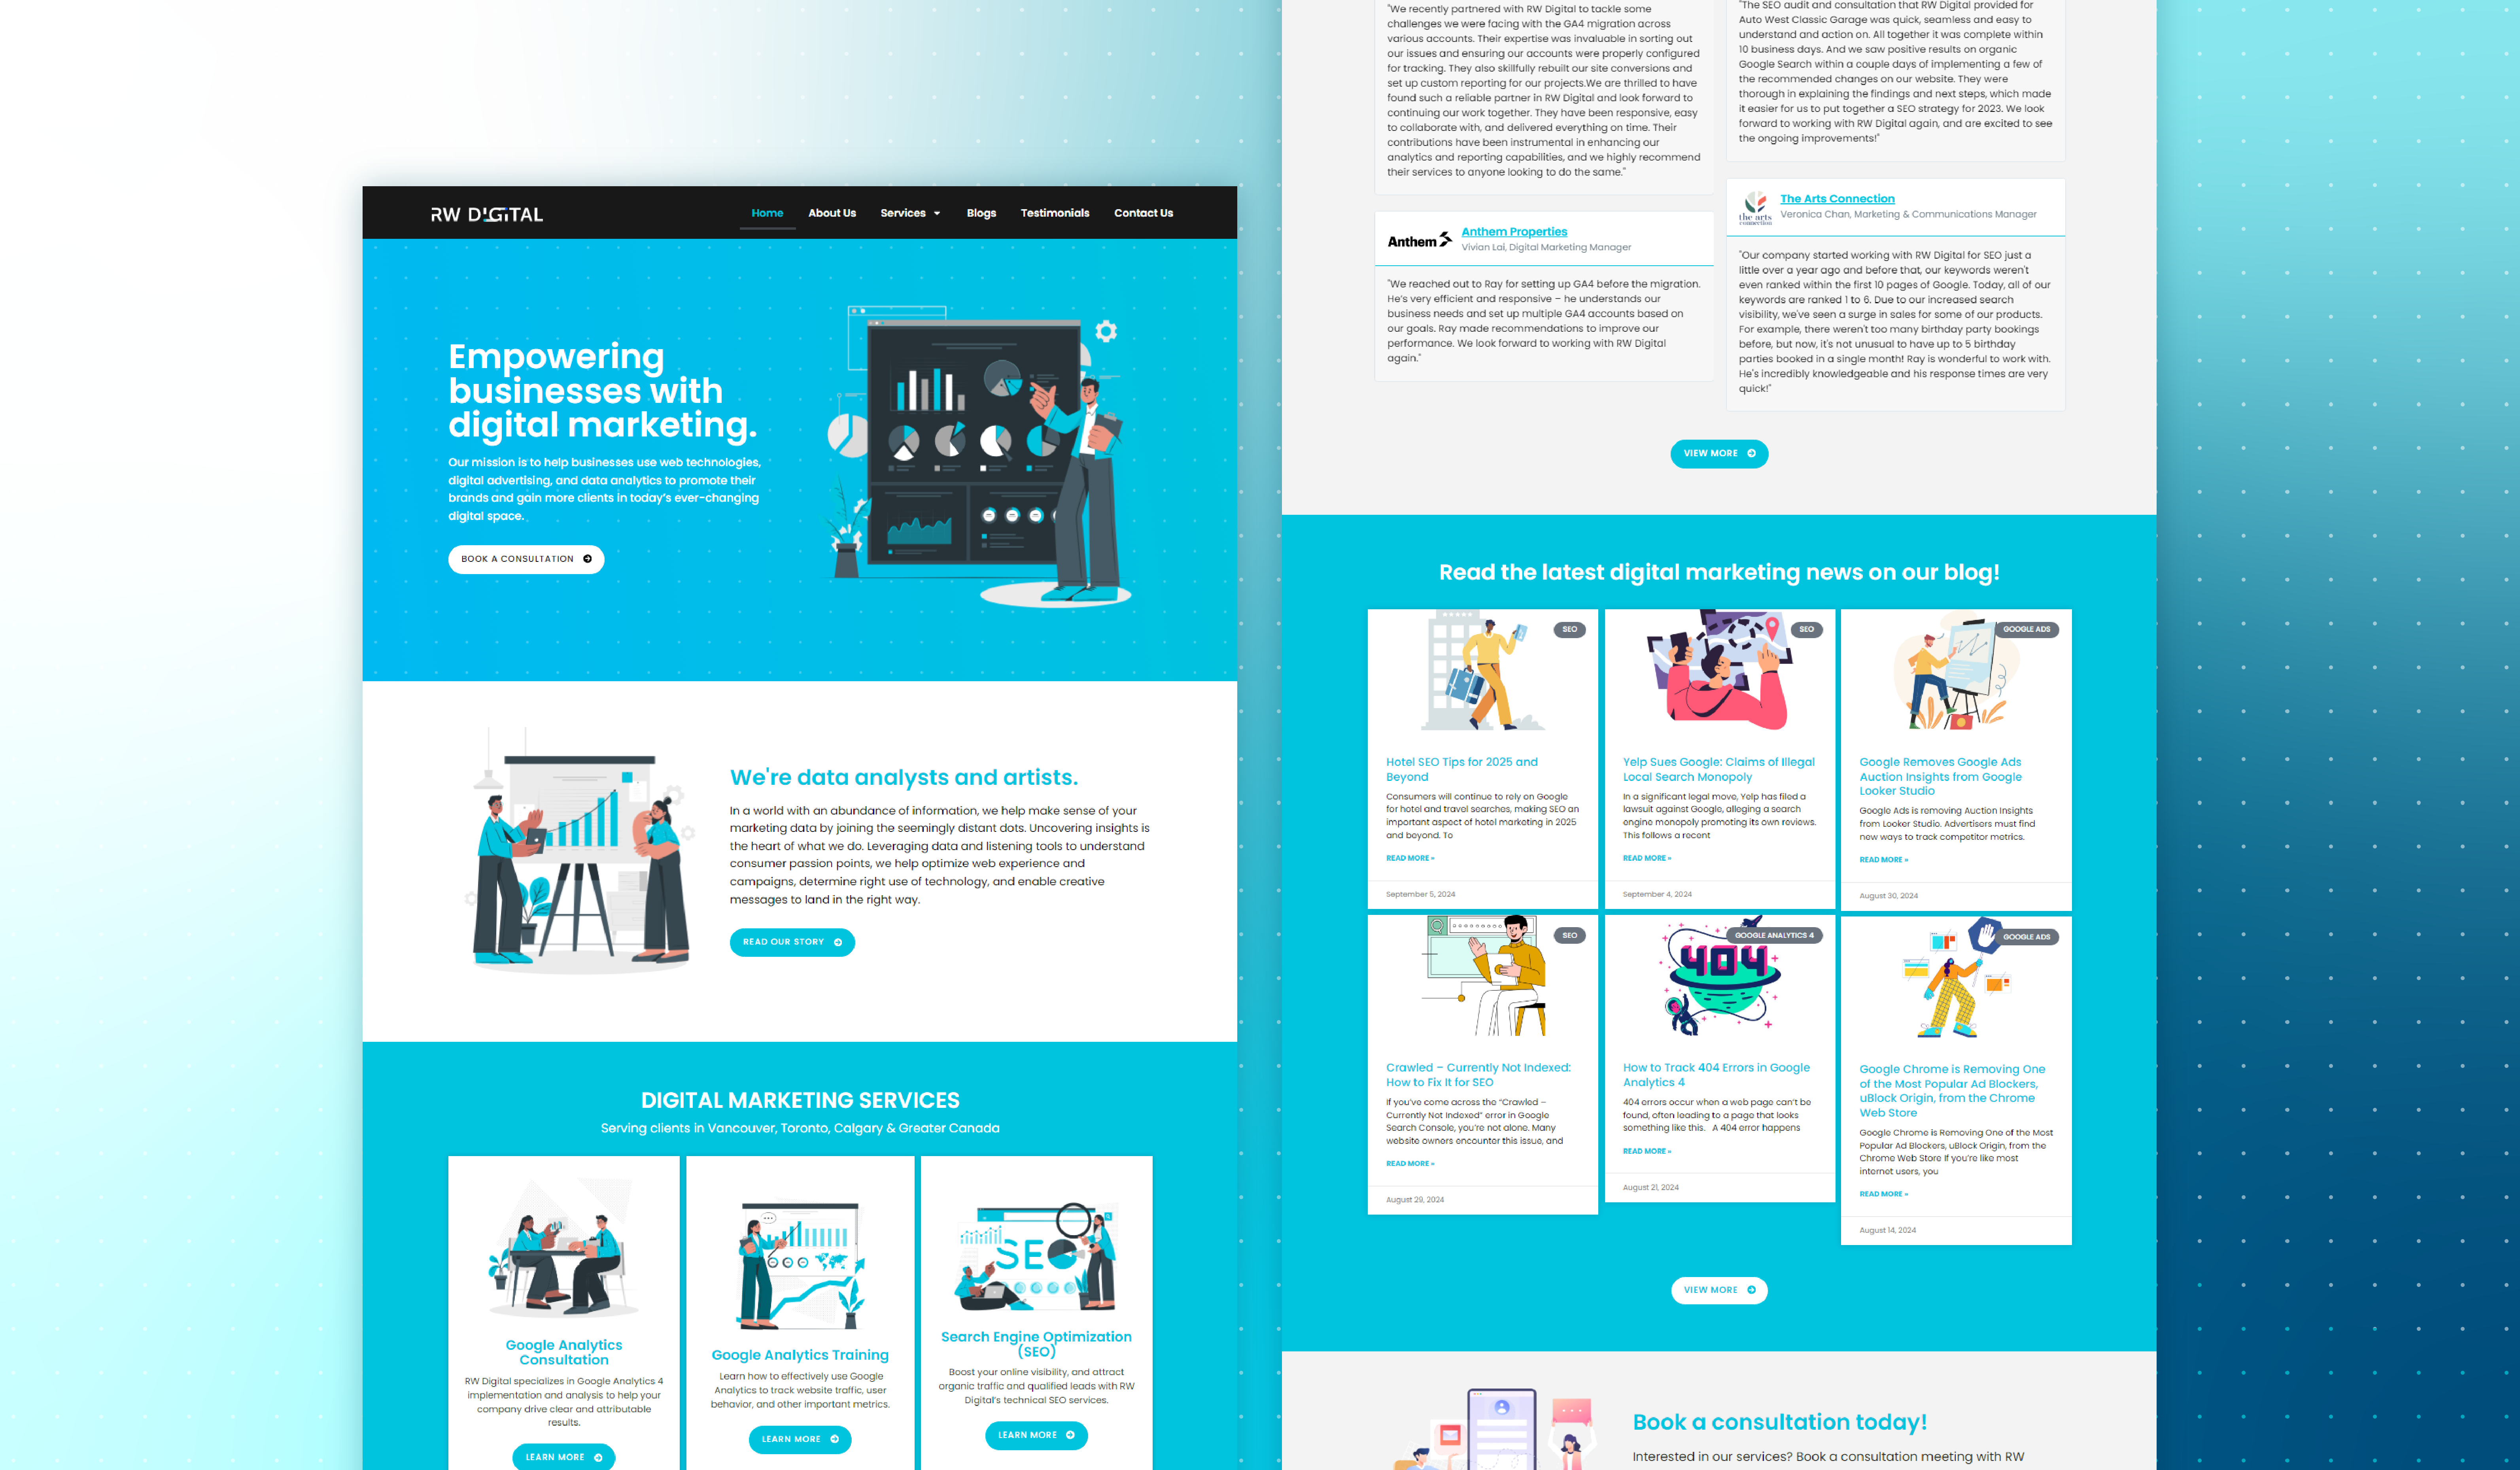 RW DIGITAL
Home
About Us
Services
Blogs
Testimonials
Contact Us
Empowering
businesses with
digital marketing.
Our mission is to help businesses use web technologies,
digital advertising, and data analytics to promote their
brands and gain more clients in today's ever-changing
digital space.
BOOK A CONSULTATION
We're data analysts and artists.
In a world with an abundance of information, we help make sense of your
marketing data by joining the seemingly distant dots. Uncovering insights is
the heart of what we do. Leveraging data and listening tools to understand
consumer passion points, we help optimize web experience and
campaigns, determine right use of technology, and enable creative
messages to land in the right way.
READ OUR STORY
DIGITAL MARKETING SERVICES
Serving clients in Vancouver, Toronto, Calgary & Greater Canada
Google Analytics
Consultation
RW Digital specializes in Google Analytics 4
implementation and analysis to help your
company drive clear and attributable
results.
LEARN MORE
Google Analytics Training
Learn how to effectively use Google
Analytics to track website traffic, user
behavior, and other important metrics.
LEARN MORE
SEO
Search Engine Optimization
(SEO)
Boost your online visibility, and attract
organic traffic and qualified leads with RW
Digital's technical SEO services.
LEARN MORE
"We recently partnered with RW Digital to tackle some
challenges we were facing with the GA4 migration across
various accounts. Their expertise was invaluable in sorting out
our issues and ensuring our accounts were properly configured
for tracking. They also skillfully rebuilt our site conversions and
set up custom reporting for our projects.We are thrilled to have
found such a reliable partner in RW Digital and look forward to
continuing our work together. They have been responsive, easy
to collaborate with, and delivered everything on time. Their
contributions have been instrumental in enhancing our
analytics and reporting capabilities, and we highly recommend
their services to anyone looking to do the same."
Anthem
Anthem Properties
Vivian Lai, Digital Marketing Manager
"We reached out to Ray for setting up GA4 before the migration.
He's very efficient and responsive – he understands our
business needs and set up multiple GA4 accounts based on
our goals. Ray made recommendations to improve our
performance. We look forward to working with RW Digital
again."
"The SEO audit and consultation that RW Digital provided for
Auto West Classic Garage was quick, seamless and easy to
understand and action on. All together it was complete within
10 business days. And we saw positive results on organic
Google Search within a couple days of implementing a few of
the recommended changes on our website. They were
thorough in explaining the findings and next steps, which made
it easier for us to put together a SEO strategy for 2023. We look
forward to working with RW Digital again, and are excited to see
the ongoing improvements!"
the arts
connection
The Arts Connection
Veronica Chan, Marketing & Communications Manager
"Our company started working with RW Digital for SEO just a
little over a year ago and before that, our keywords weren't
even ranked within the first 10 pages of Google. Today, all of our
keywords are ranked 1 to 6. Due to our increased search
visibility, we've seen a surge in sales for some of our products.
For example, there weren't too many birthday party bookings
before, but now, it's not unusual to have up to 5 birthday
parties booked in a single month! Ray is wonderful to work with.
He's incredibly knowledgeable and his response times are very
quick!"
VIEW MORE
Read the latest digital marketing news on our blog!
SEO
Hotel SEO Tips for 2025 and
Beyond
Consumers will continue to rely on Google
for hotel and travel searches, making SEO an
important aspect of hotel marketing in 2025
and beyond. To
READ MORE »
September 5, 2024
SEO
Yelp Sues Google: Claims of Illegal
Local Search Monopoly
In a significant legal move, Yelp has filed a
lawsuit against Google, alleging a search
engine monopoly promoting its own reviews.
This follows a recent
READ MORE »
September 4, 2024
GOOGLE ADS
Google Removes Google Ads
Auction Insights from Google
Looker Studio
Google Ads is removing Auction Insights
from Looker Studio. Advertisers must find
new ways to track competitor metrics.
READ MORE »
August 30, 2024
SEO
Crawled – Currently Not Indexed:
How to Fix It for SEO
If you've come across the "Crawled –
Currently Not Indexed" error in Google
Search Console, you're not alone. Many
website owners encounter this issue, and
READ MORE »
August 29, 2024
GOOGLE ANALYTICS 4
404
How to Track 404 Errors in Google
Analytics 4
404 errors occur when a web page can't be
found, often leading to a page that looks
something like this. A 404 error happens
READ MORE »
August 21, 2024
GOOGLE ADS
Google Chrome is Removing One
of the Most Popular Ad Blockers,
uBlock Origin, from the Chrome
Web Store
Google Chrome is Removing One of the Most
Popular Ad Blockers, uBlock Origin, from the
Chrome Web Store If you're like most
internet users, you
READ MORE »
August 14, 2024
VIEW MORE
Book a consultation today!
Interested in our services? Book a consultation meeting with RW